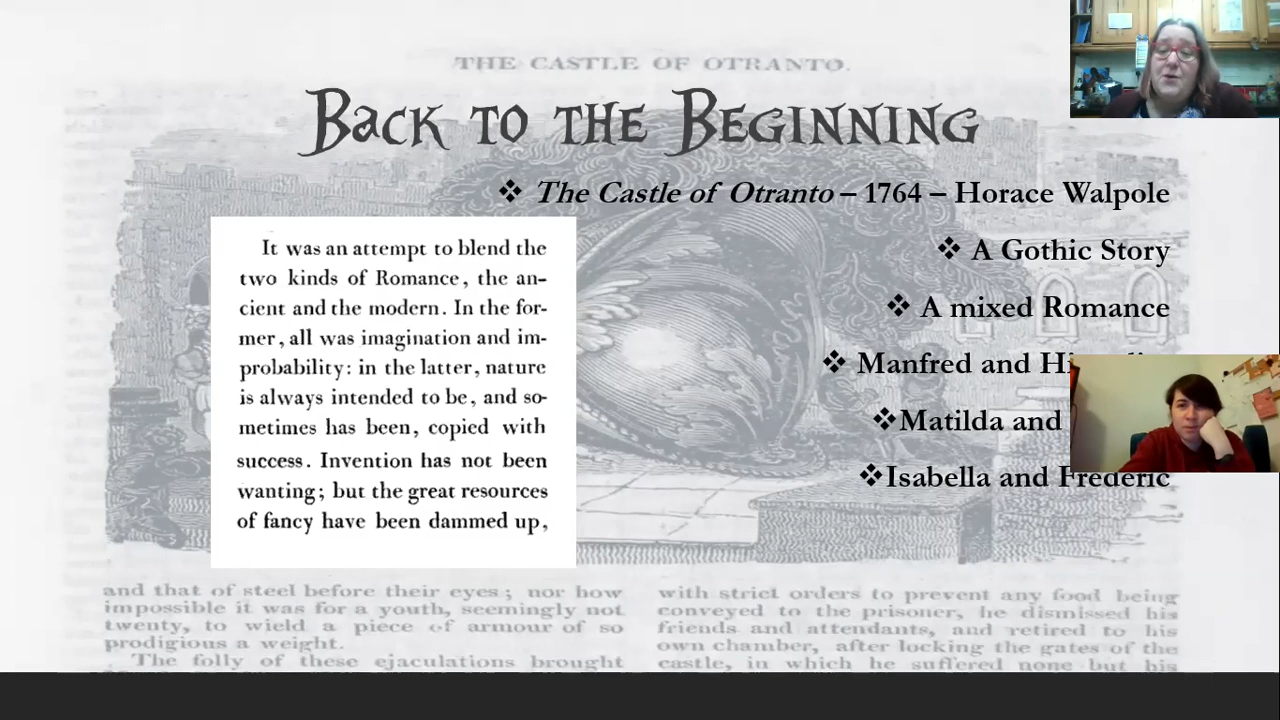 THE CASTLE OF OTRANTO.
Back to the Beginning
❖ The Castle of Otranto – 1764 – Horace Walpole
❖ A Gothic Story
❖ A mixed Romance
❖ Manfred and
❖Matilda and
❖Isabella and Frederic
It was an attempt to blend the
two kinds of Romance, the an-
cient and the modern. In the for-
mer, all was imagination and im-
probability: in the latter, nature
is always intended to be, and so-
metimes has been, copied with
success. Invention has not been
wanting; but the great resources
of fancy have been dammed up,
and that of steel before their eyes; nor how
impossible it was for a youth, seemingly not
twenty, to wield a piece of armour of so
prodigious a weight.
The folly of these ejaculations brought
with strict orders to prevent any food being
conveyed to the prisoner, he dismissed his
friends and attendants, and retired to his
own chamber, after locking the gates of the
castle, in which he suffered none but his